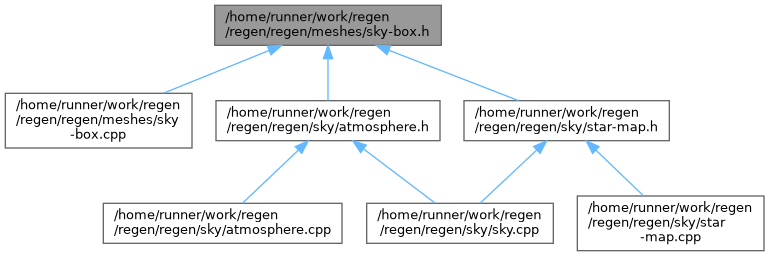 /home/runner/work/regen
/regen/regen/meshes/sky-box.h
/home/runner/work/regen
/regen/regen/meshes/sky
-box.cpp
/home/runner/work/regen
/regen/regen/sky/atmosphere.h
/home/runner/work/regen
/regen/regen/sky/star-map.h
/home/runner/work/regen
/regen/regen/sky/atmosphere.cpp
/home/runner/work/regen
/regen/regen/sky/sky.cpp
/home/runner/work/regen
/regen/regen/sky/star
-map.cpp